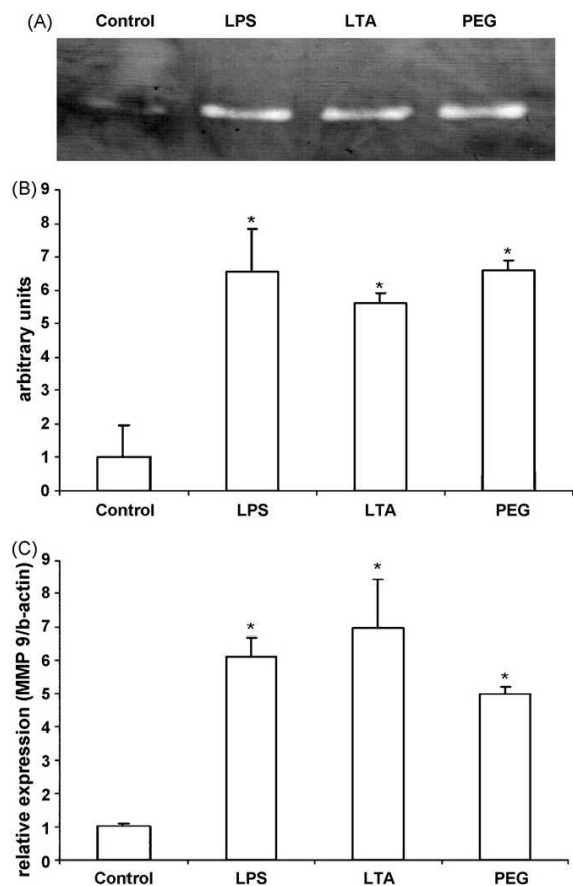 (A)
Control LPS LTA PEG
(B)
arbitrary units
9
8
7
6
5
4
3
2
1
0
* * *
Control LPS LTA PEG
(C)
relative expression (MMP 9/b-actin)
9
8
7
6
5
4
3
2
1
0
* * *
Control LPS LTA PEG